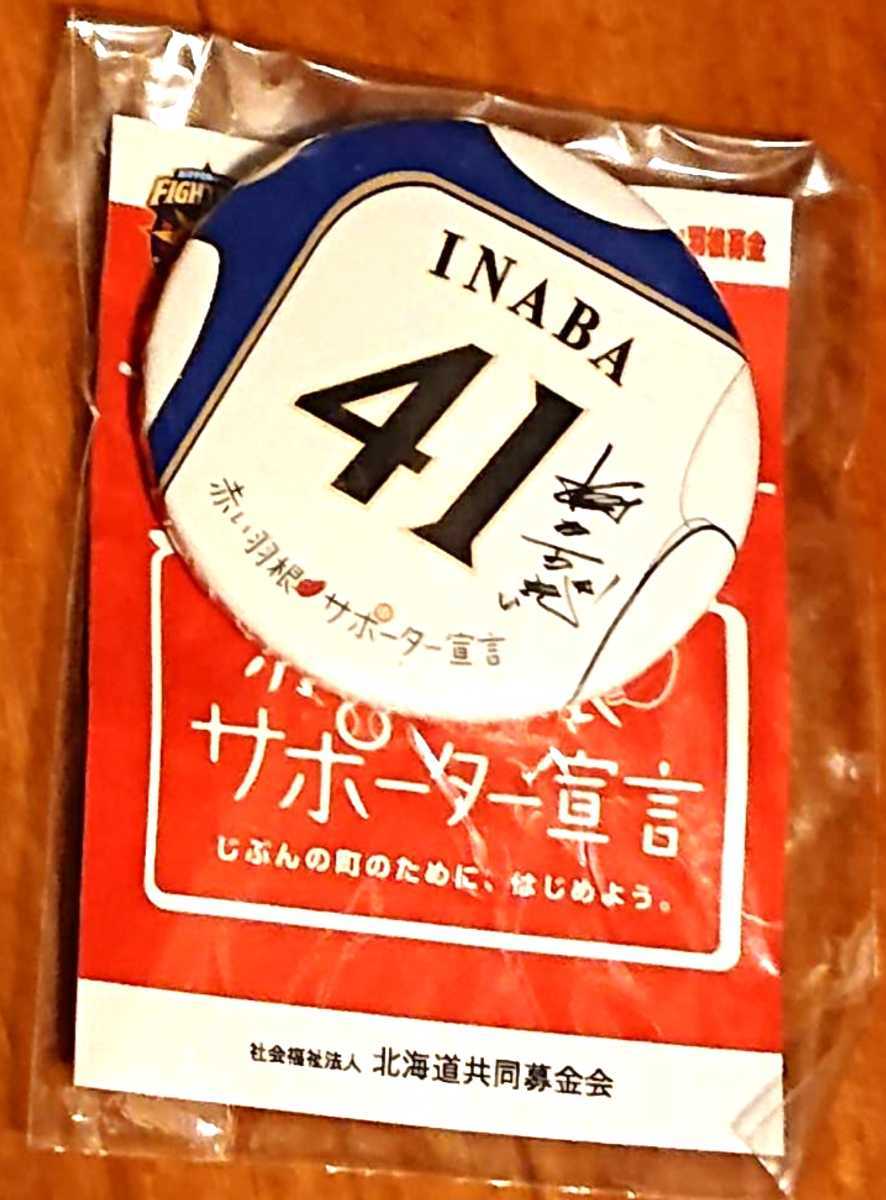 FIGH
羽根募金
INABA
41
赤い羽根 サポーター宣言
サポーター宣言
じぶんの町のために、はじめよう。
社会福祉法人 北海道共同募金会